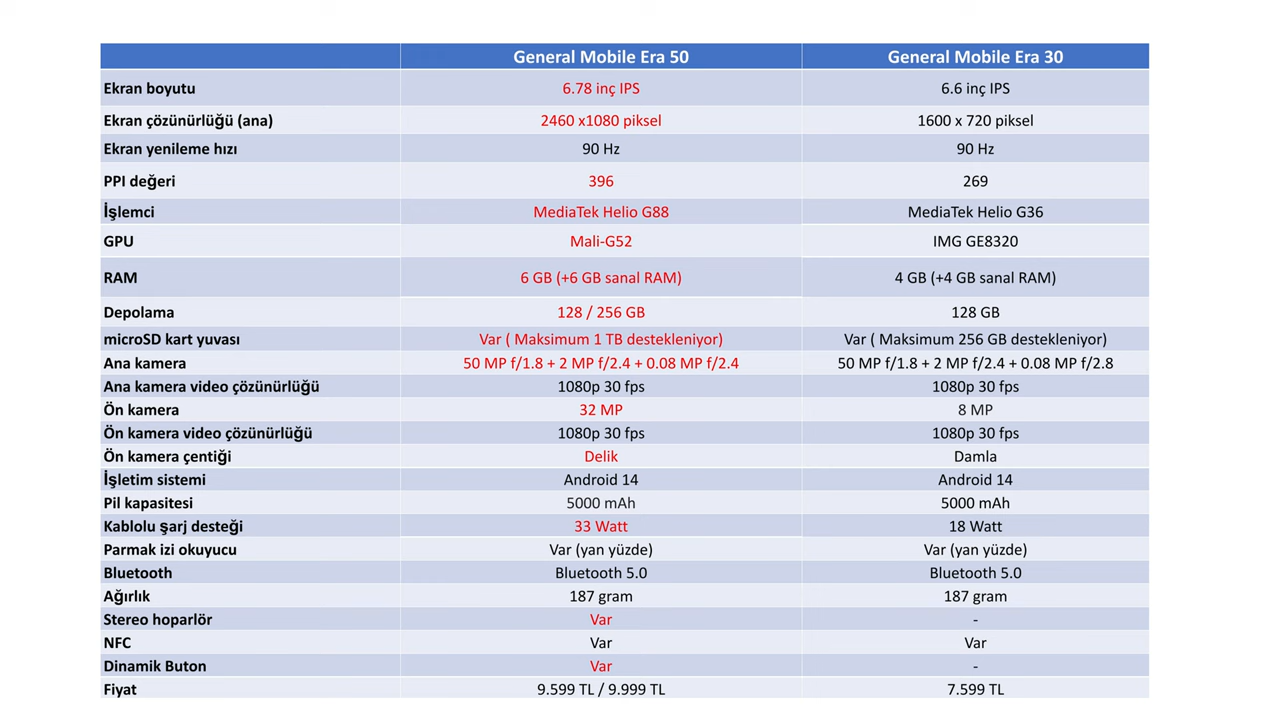 General Mobile Era 50 General Mobile Era 30
Ekran boyutu 6.78 inç IPS 6.6 inç IPS
Ekran çözünürlüğü (ana) 2460 x1080 piksel 1600 x 720 piksel
Ekran yenileme hızı 90 Hz 90 Hz
PPI değeri 396 269
İşlemci MediaTek Helio G88 MediaTek Helio G36
GPU Mali-G52 IMG GE8320
RAM 6 GB (+6 GB sanal RAM) 4 GB (+4 GB sanal RAM)
Depolama 128 / 256 GB 128 GB
microSD kart yuvası Var ( Maksimum 1 TB destekleniyor) Var ( Maksimum 256 GB destekleniyor)
Ana kamera 50 MP f/1.8 + 2 MP f/2.4 + 0.08 MP f/2.4 50 MP f/1.8 + 2 MP f/2.4 + 0.08 MP f/2.8
Ana kamera video çözünürlüğü 1080p 30 fps 1080p 30 fps
Ön kamera 32 MP 8 MP
Ön kamera video çözünürlüğü 1080p 30 fps 1080p 30 fps
Ön kamera çentiği Delik Damla
İşletim sistemi Android 14 Android 14
Pil kapasitesi 5000 mAh 5000 mAh
Kablolu şarj desteği 33 Watt 18 Watt
Parmak izi okuyucu Var (yan yüzde) Var (yan yüzde)
Bluetooth Bluetooth 5.0 Bluetooth 5.0
Ağırlık 187 gram 187 gram
Stereo hoparlör Var -
NFC Var Var
Dinamik Buton Var -
Fiyat 9.599 TL / 9.999 TL 7.599 TL